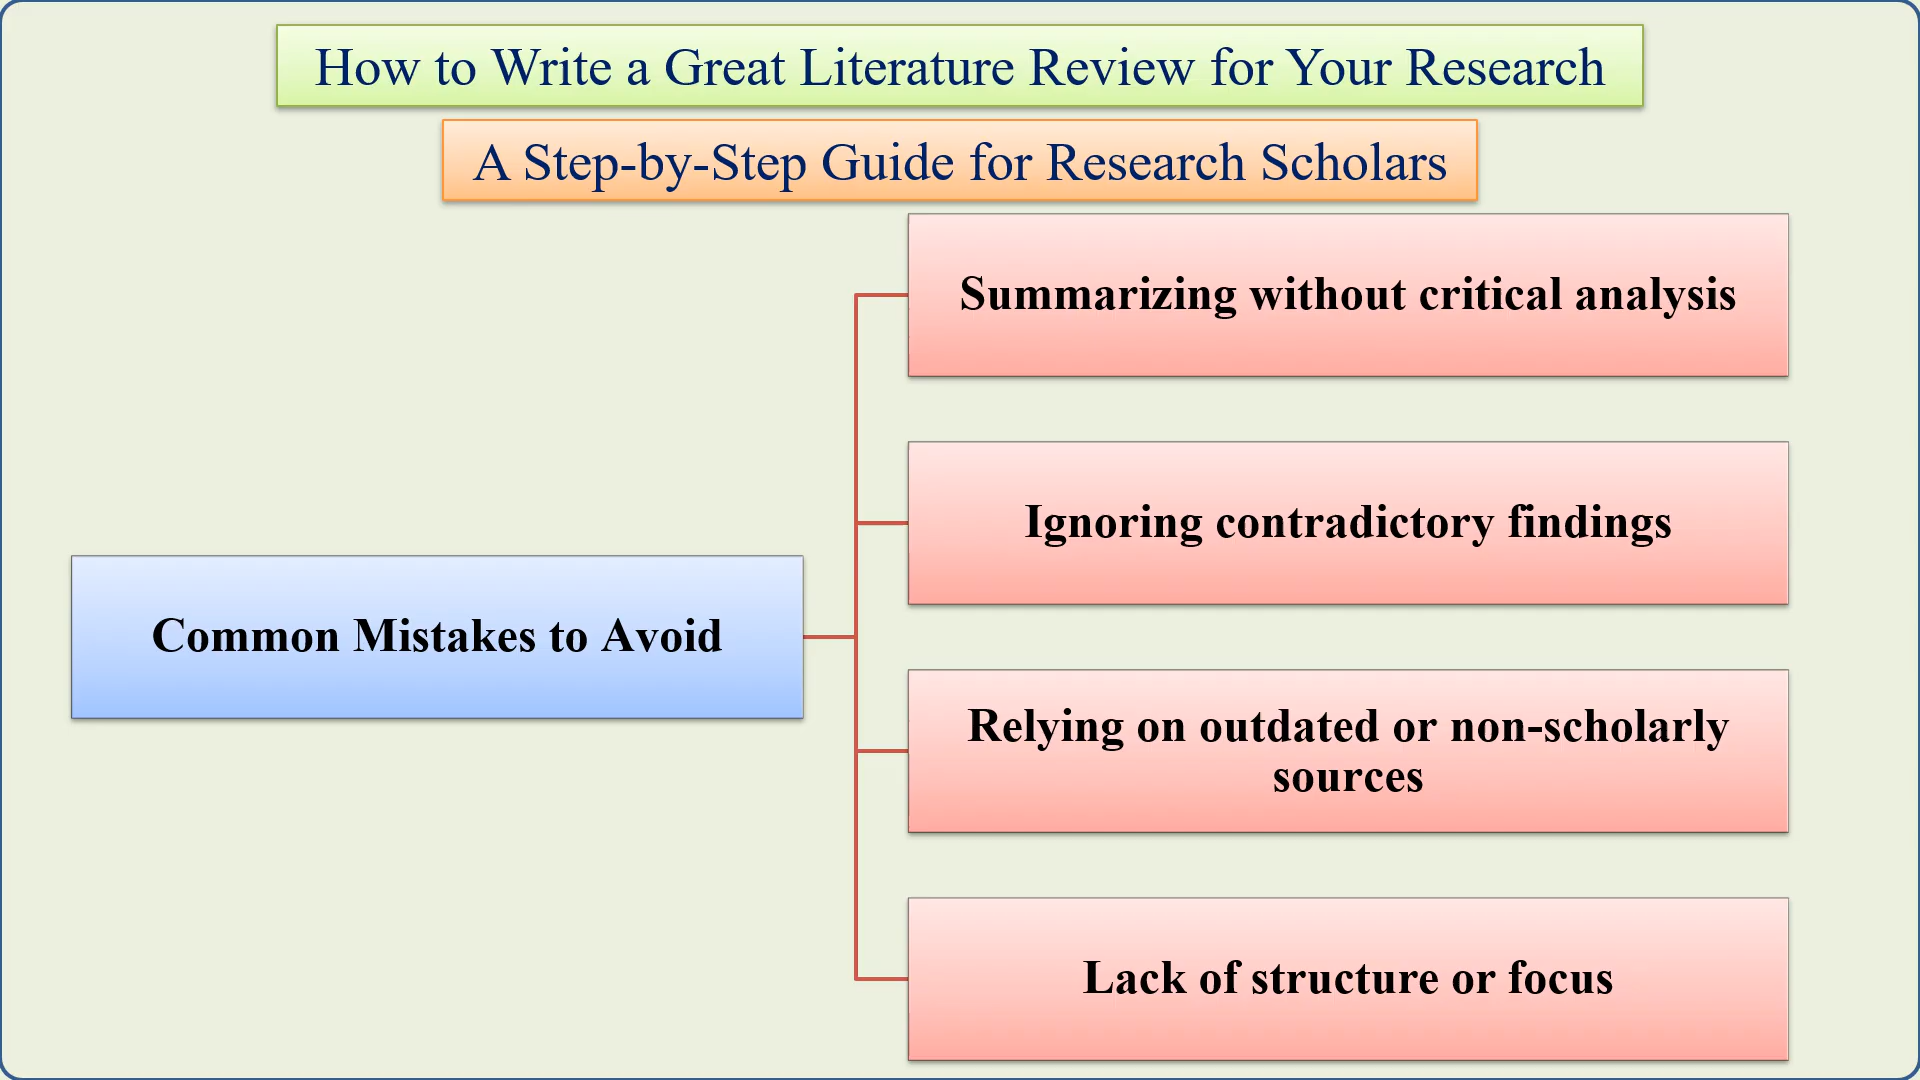 How to Write a Great Literature Review for Your Research
A Step-by-Step Guide for Research Scholars
Common Mistakes to Avoid
Summarizing without critical analysis
Ignoring contradictory findings
Relying on outdated or non-scholarly
sources
Lack of structure or focus